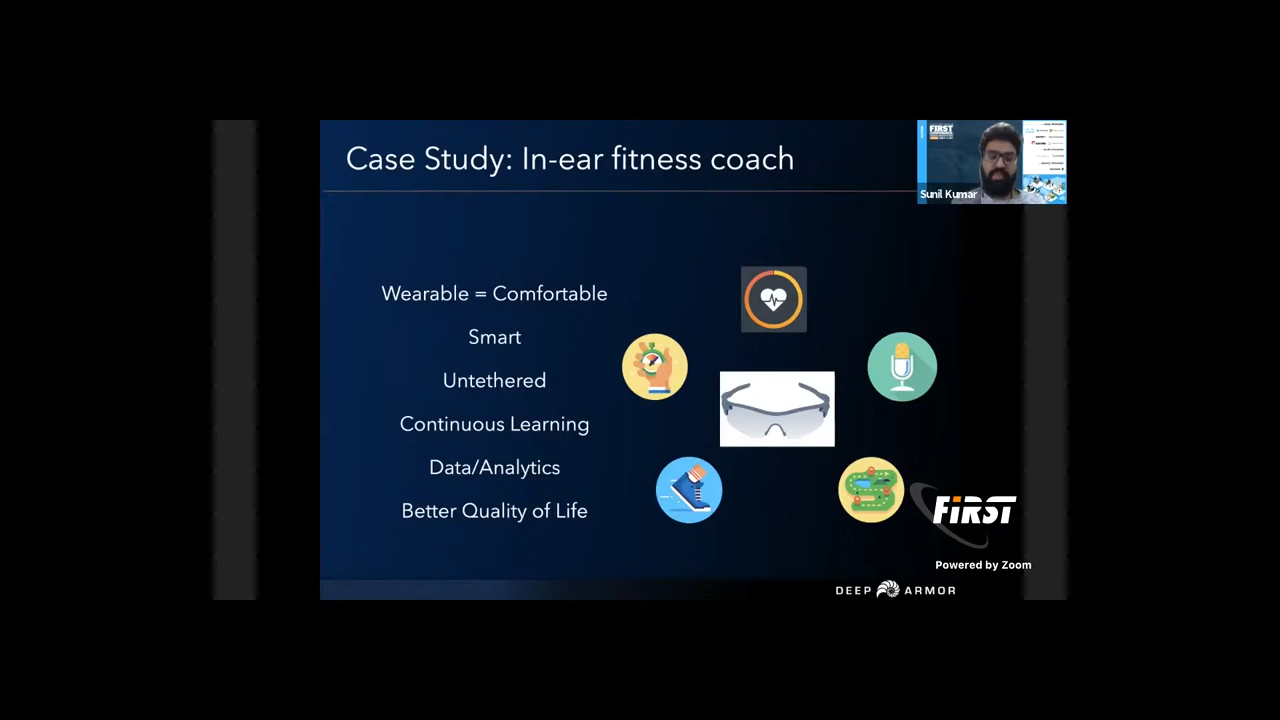 Case Study: In-ear fitness coach
FIRST
Sunil Kumar
Wearable = Comfortable
Smart
Untethered
Continuous Learning
Data/Analytics
Better Quality of Life
FiRST
Powered by Zoom
DEEP ARMOR